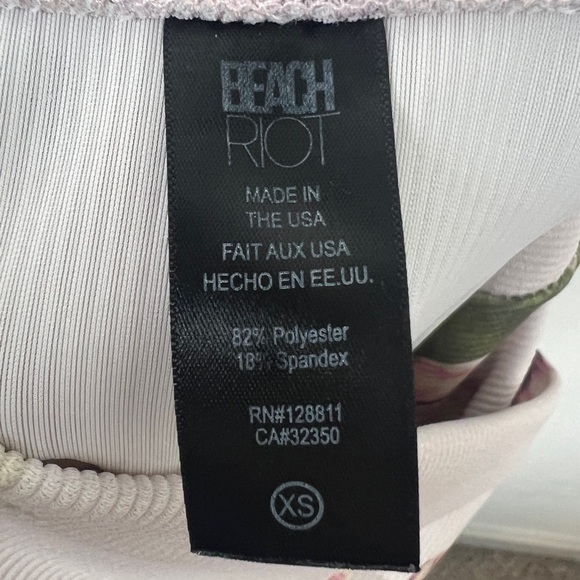 BEACH
RIOT
MADE IN
THE USA
FAIT AUX USA
HECHO EN EE.UU.
82% Polyester
18% Spandex
RN#128811
CA#32350
XS